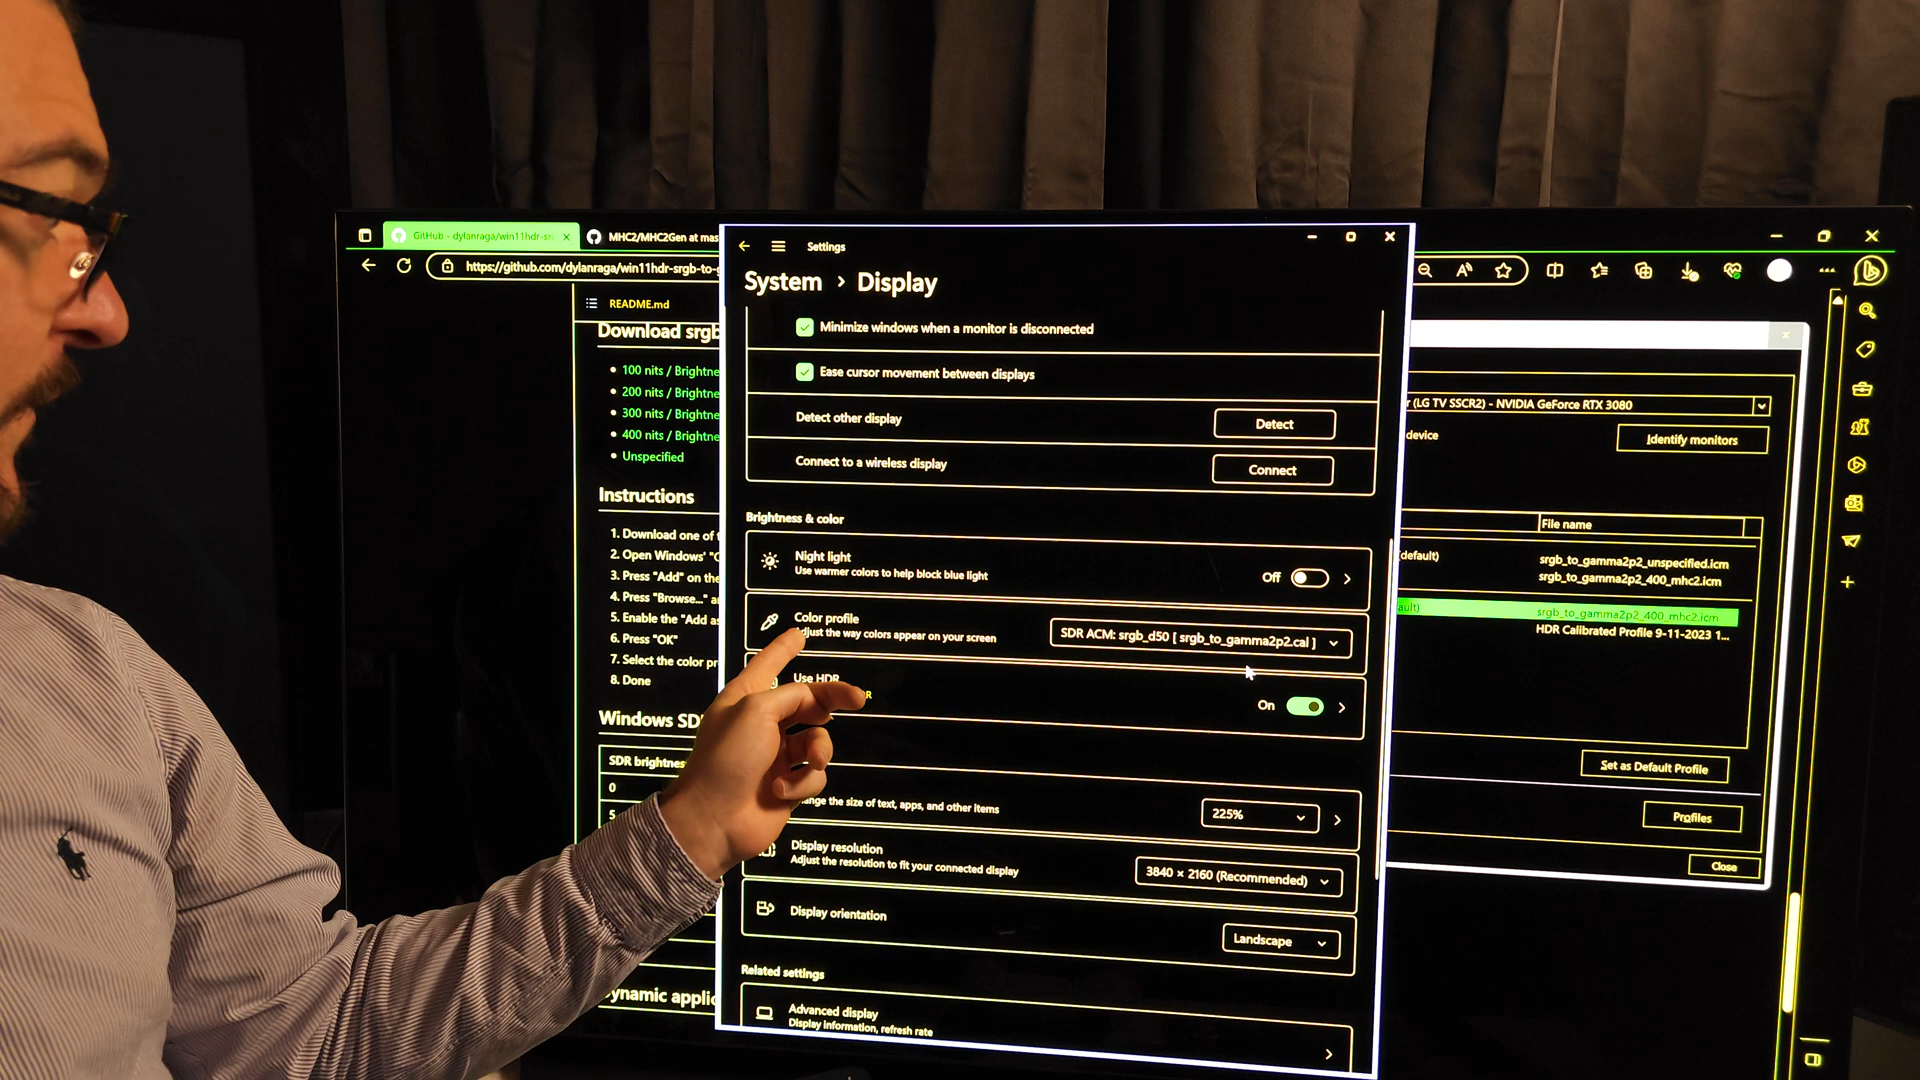 GitHub - dylanraga/win11hdr-sr
MHC2/MHC2Gen at mas
https://github.com/dylanraga/win11hdr-srgb-to-g
README.md
Download srgb
100 nits / Brightne
200 nits / Brightne
300 nits / Brightne
400 nits / Brightne
Unspecified
Instructions
1. Download one of t
2. Open Windows' "C
3. Press "Add" on the
4. Press "Browse..." a
5. Enable the "Add as
6. Press "OK"
7. Select the color pr
8. Done
Windows SD
SDR brightnes
0
5
ynamic applic
Settings
System > Display
Minimize windows when a monitor is disconnected
Ease cursor movement between displays
Detect other display
Detect
Connect to a wireless display
Connect
Brightness & color
Night light
Use warmer colors to help block blue light
Off
Color profile
djust the way colors appear on your screen
SDR ACM: srgb_d50 [ srgb_to_gamma2p2.cal ]
Use HDR
R
On
ange the size of text, apps, and other items
225%
Display resolution
Adjust the resolution to fit your connected display
3840 × 2160 (Recommended)
Display orientation
Landscape
Related settings
Advanced display
Display information, refresh rate
r (LG TV SSCR2) - NVIDIA GeForce RTX 3080
device
Identify monitors
File name
(default)
srgb_to_gamma2p2_unspecified.icm
srgb_to_gamma2p2_400_mhc2.icm
ault)
srgb_to_gamma2p2_400_mhc2.icm
HDR Calibrated Profile 9-11-2023 1...
Set as Default Profile
Profiles
Close